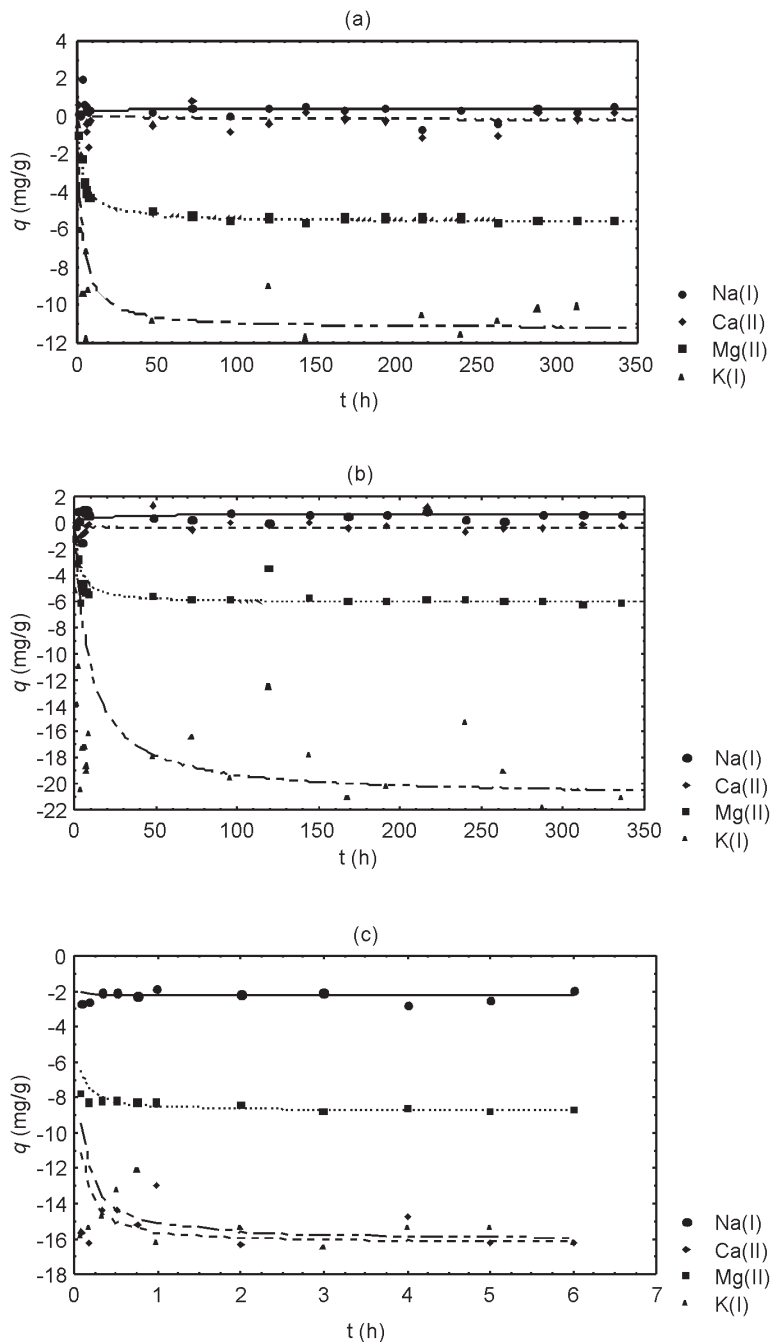 (a)
4
2
0
-2
-4
-6
-8
-10
-12
q (mg/g)
0 50 100 150 200 250 300 350
t (h)
Na(I)
Ca(II)
Mg(II)
K(I)
(b)
2
0
-2
-4
-6
-8
-10
-12
-14
-16
-18
-20
-22
q (mg/g)
0 50 100 150 200 250 300 350
t (h)
Na(I)
Ca(II)
Mg(II)
K(I)
(c)
0
-2
-4
-6
-8
-10
-12
-14
-16
-18
q (mg/g)
0 1 2 3 4 5 6 7
t (h)
Na(I)
Ca(II)
Mg(II)
K(I)